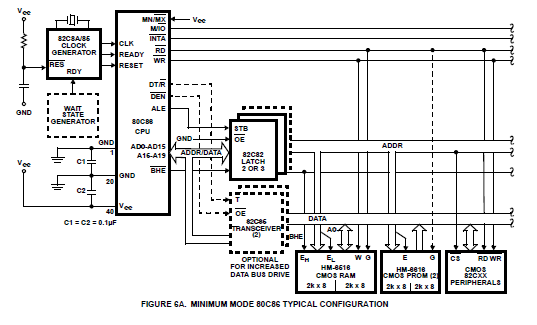 Vcc
MN/MX
Vcc
M/IO
INTA
RD
WR
82C8A/85
CLOCK
GENERATOR
RES
RDY
CLK
READY
RESET
GND
WAIT
STATE
GENERATOR
80C86
CPU
DT/R
DEN
ALE
GND
1
C1
GND
20
C2
Vcc
40
Vcc
C1 = C2 = 0.1µF
AD0-AD15
A16-A19
BHE
GND
ADDR/DATA
STB
OE
82C82
LATCH
2 OR 3
ADDR
T
OE
82C86
TRANSCEIVER
(2)
OPTIONAL
FOR INCREASED
DATA BUS DRIVE
DATA
BHE
A0
EH
EL
W G
HM-6616
CMOS RAM
2k x 8
2k x 8
E
G
HM-6616
CMOS PROM (2)
2k x 8
2k x 8
CS
RD WR
CMOS
82CXX
PERIPHERALS
FIGURE 6A. MINIMUM MODE 80C86 TYPICAL CONFIGURATION